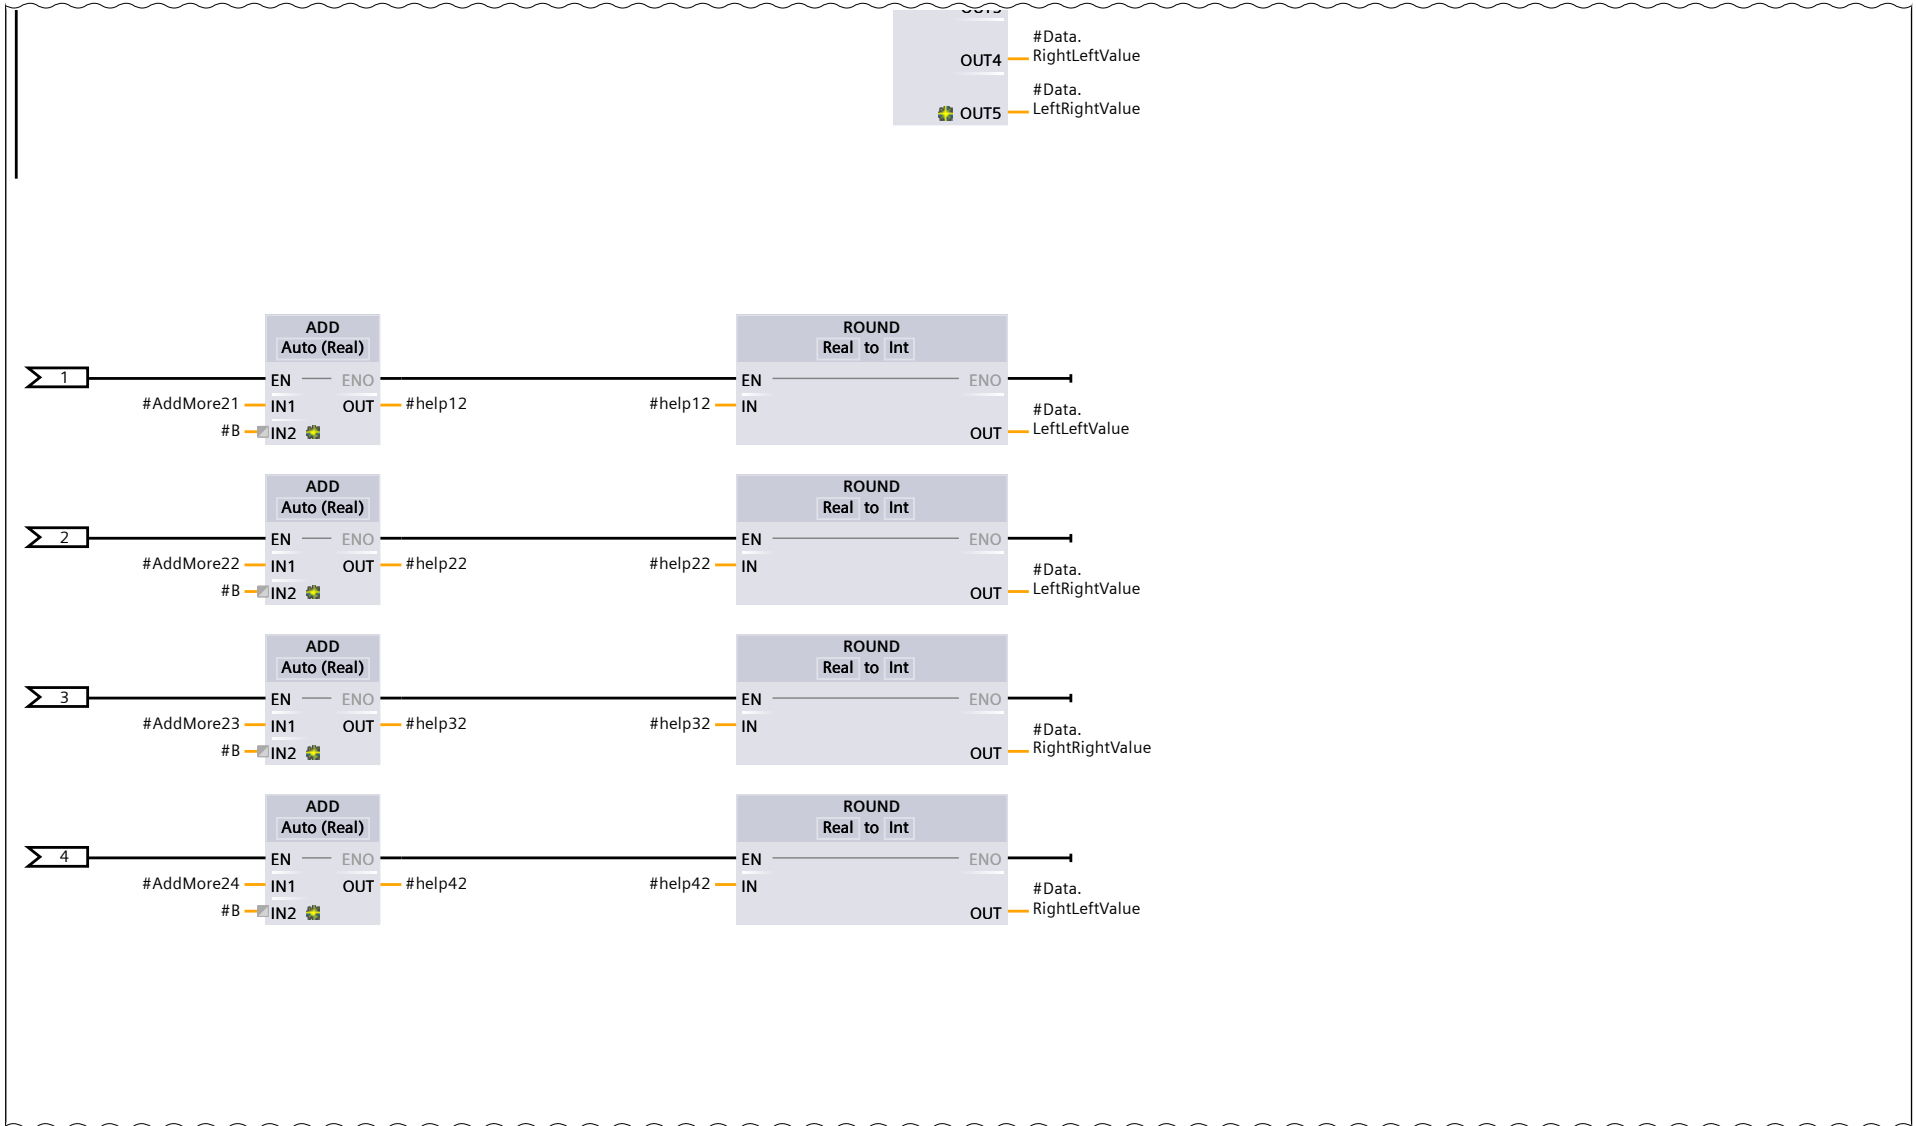 #Data.
OUT4 RightLeftValue
#Data.
OUT5 LeftRightValue
ADD ROUND
Auto (Real) Real to Int
1 EN ENO EN ENO
#AddMore21 IN1 OUT #help12 #help12 IN
#Data.
#B IN2 OUT LeftLeftValue
ADD ROUND
Auto (Real) Real to Int
2 EN ENO EN ENO
#AddMore22 IN1 OUT #help22 #help22 IN
#Data.
#B IN2 OUT LeftRightValue
ADD ROUND
Auto (Real) Real to Int
3 EN ENO EN ENO
#AddMore23 IN1 OUT #help32 #help32 IN
#Data.
#B IN2 OUT RightRightValue
ADD ROUND
Auto (Real) Real to Int
4 EN ENO EN ENO
#AddMore24 IN1 OUT #help42 #help42 IN
#Data.
#B IN2 OUT RightLeftValue